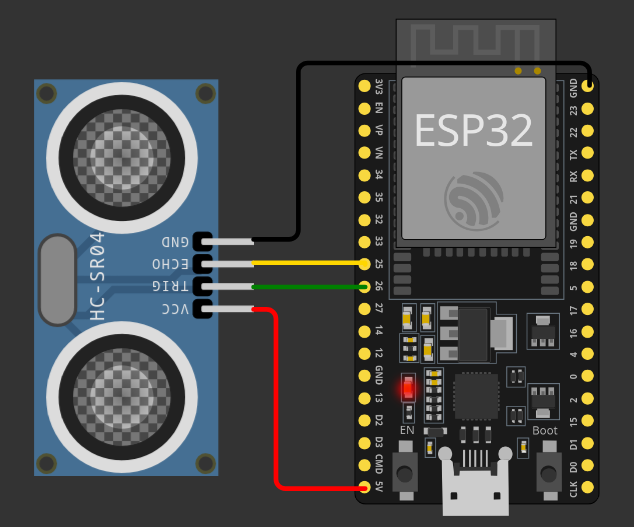 HC-SR04
GND
ECHO
TRIG
VCC
ESP32
3V3
EN
VP
VN
34
35
32
33
25
26
27
14
12
GND
13
D2
D3
CMD
5V
GND
23
22
TX
RX
21
GND
19
18
5
17
16
4
0
2
15
D1
D0
CLK
EN
Boot